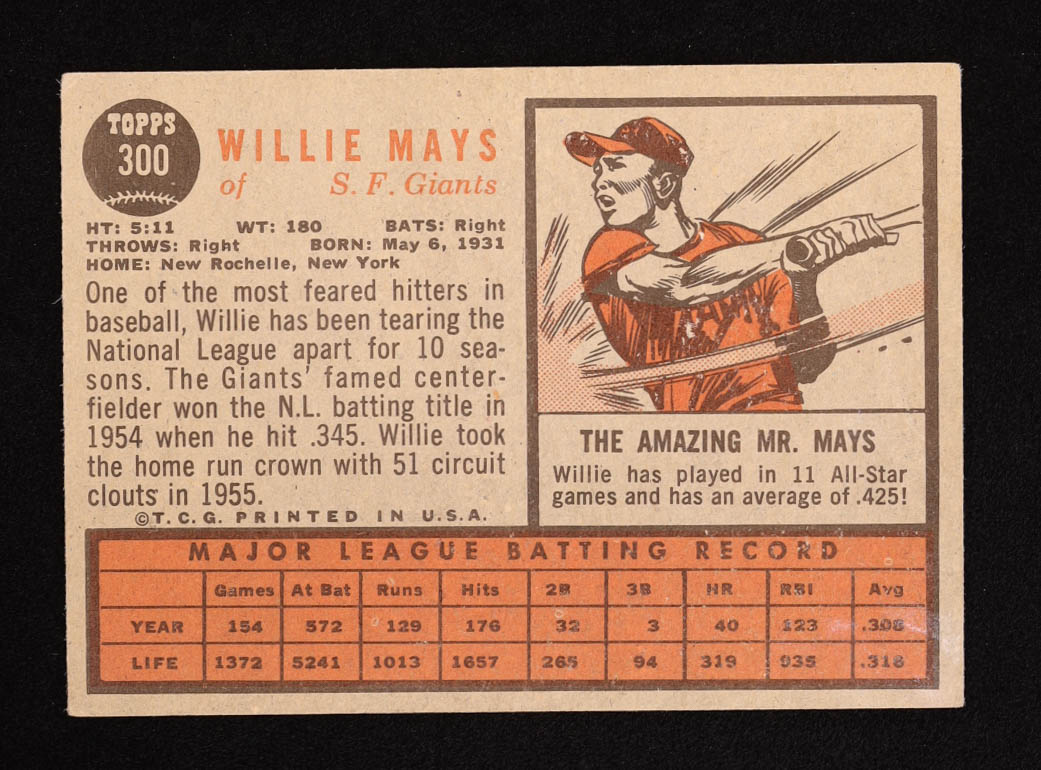 TOPPS
300
WILLIE MAYS
of S. F. Giants
HT: 5:11 WT: 180 BATS: Right
THROWS: Right BORN: May 6, 1931
HOME: New Rochelle, New York
One of the most feared hitters in
baseball, Willie has been tearing the
National League apart for 10 sea-
sons. The Giants' famed center-
fielder won the N.L. batting title in
1954 when he hit .345. Willie took
the home run crown with 51 circuit
clouts in 1955.
©T.C.G. PRINTED IN U.S.A.
THE AMAZING MR. MAYS
Willie has played in 11 All-Star
games and has an average of .425!
MAJOR LEAGUE BATTING RECORD
Games At Bat Runs Hits 2B 3B HR RBI Avg
YEAR 154 572 129 176 32 3 40 123 .308
LIFE 1372 5241 1013 1657 265 94 319 935 .316